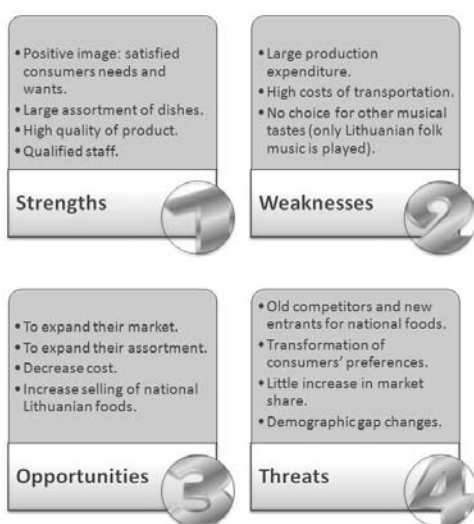 • Positive image: satisfied
consumers needs and
wants.
• Large assortment of dishes.
• High quality of product.
• Qualified staff.
Strengths
1
• Large production
expenditure.
• High costs of transportation.
• No choice for other musical
tastes (only Lithuanian folk
music is played).
Weaknesses
2
• To expand their market.
• To expand their assortment.
• Decrease cost.
• Increase selling of national
Lithuanian foods.
Opportunities
3
• Old competitors and new
entrants for national foods.
• Transformation of
consumers' preferences.
• Little increase in market
share.
• Demographic gap changes.
Threats
4